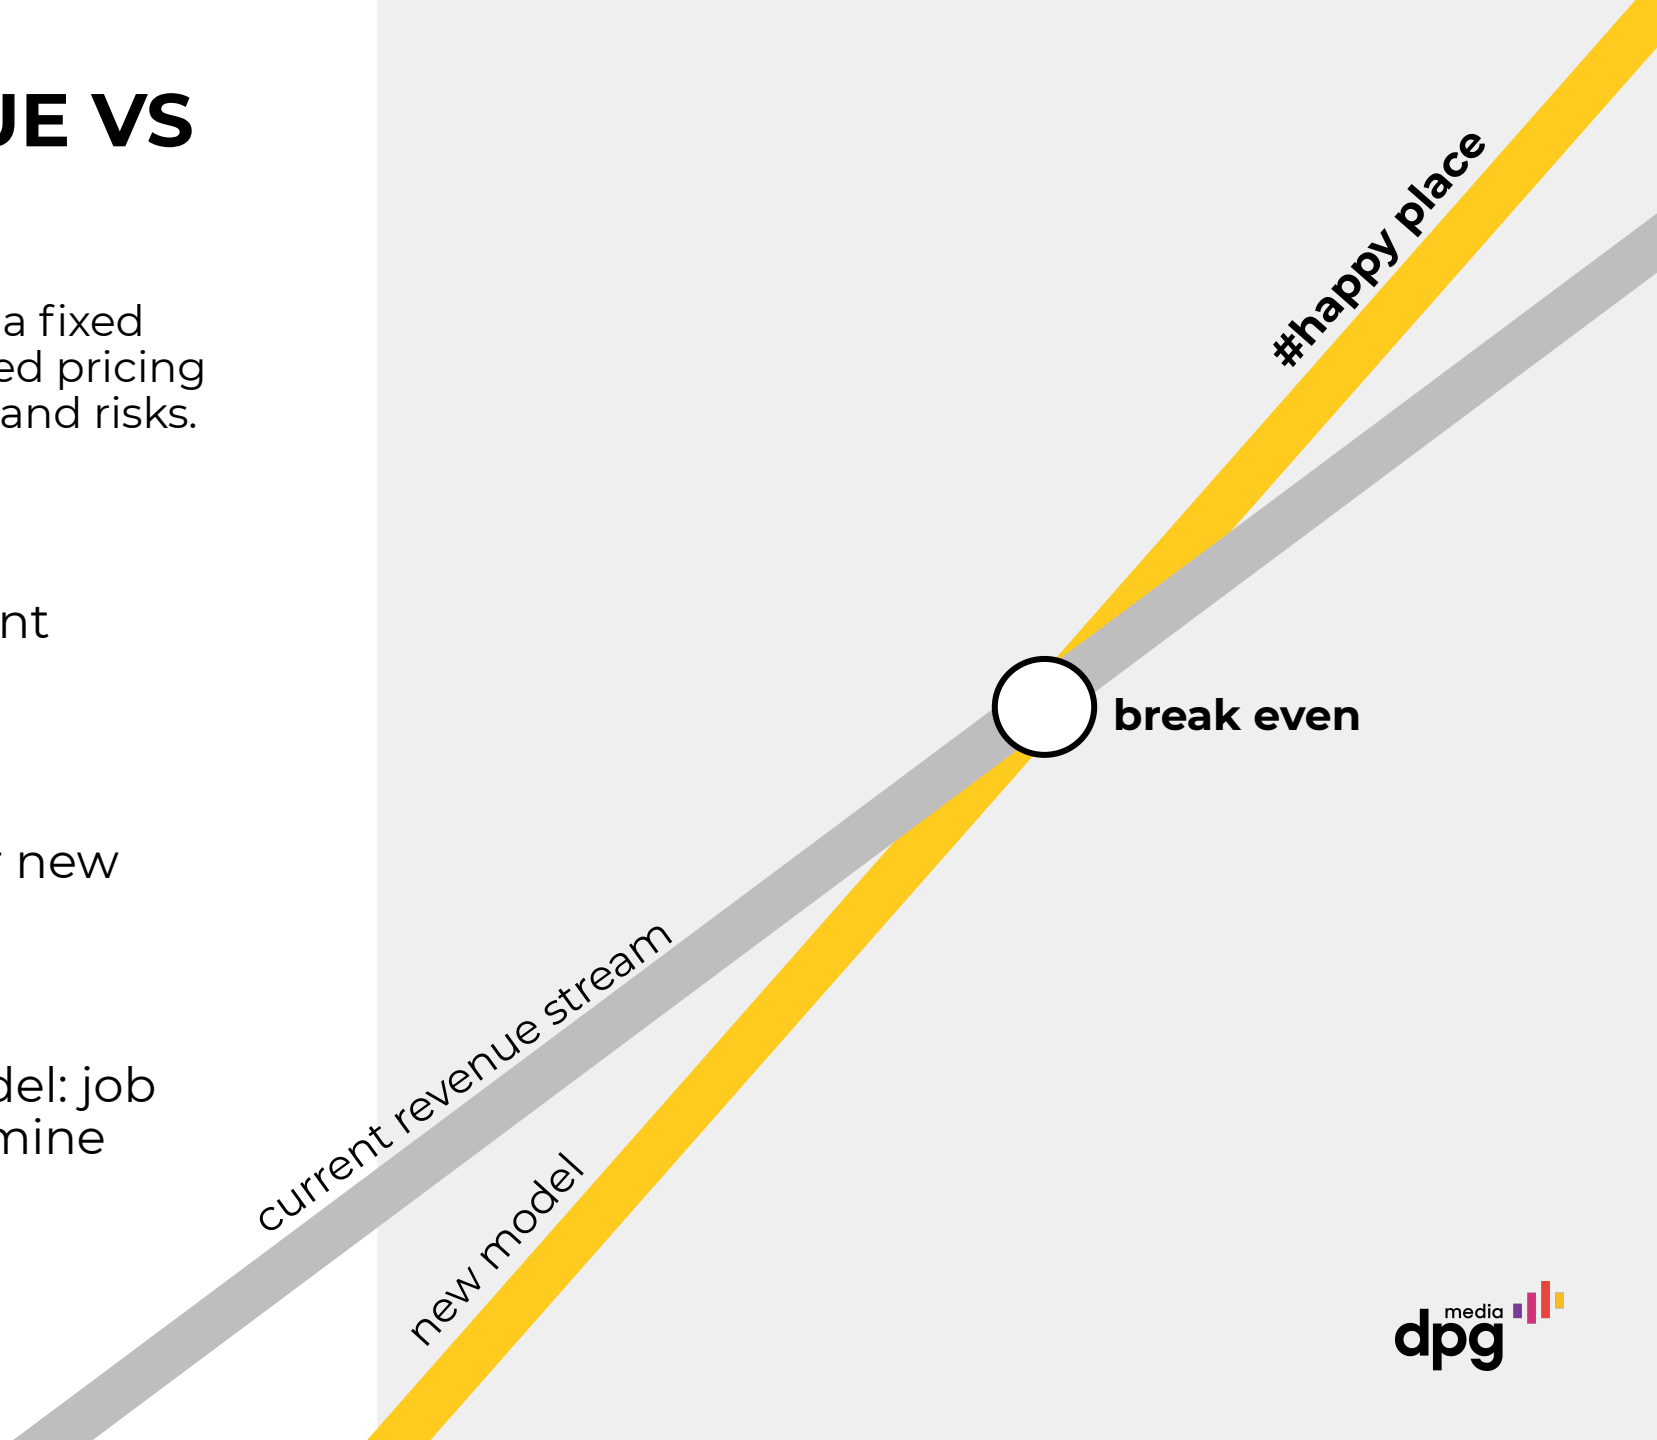 UE VS
a fixed
ed pricing
and risks.
nt
new
del: job
mine
#happy place
break even
current revenue stream
new model
media
dpg